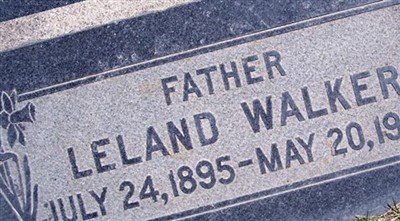 FATHER
LELAND WALKER
JULY 24, 1895-MAY 20, 19